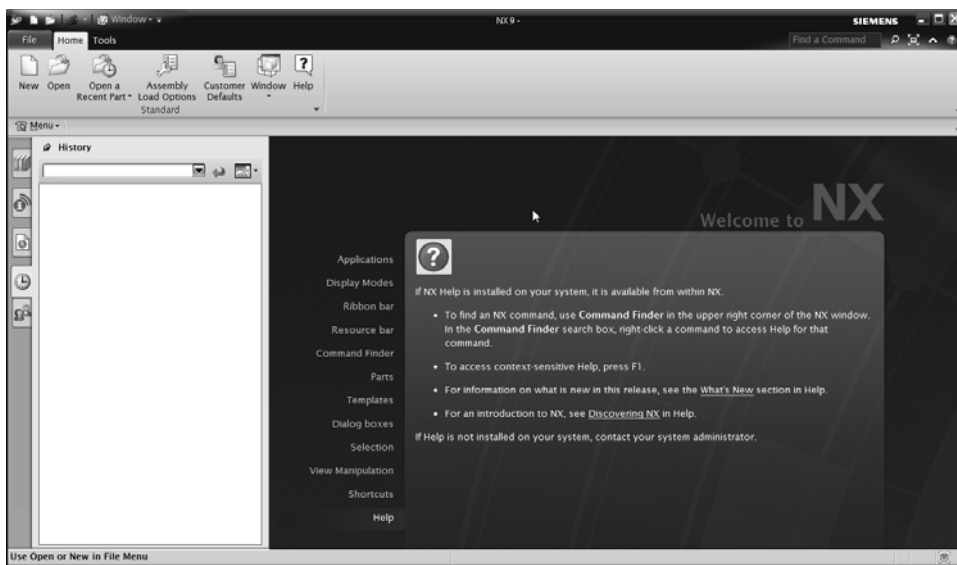 Window
NX 9 -
SIEMENS
File
Home
Tools
Find a Command
New
Open
Open a
Recent Part
Assembly
Load Options
Customer
Defaults
Window
Help
Standard
Menu
History
Welcome to NX
Applications
Display Modes
Ribbon bar
Resource bar
Command Finder
Parts
Templates
Dialog boxes
Selection
View Manipulation
Shortcuts
Help
If NX Help is installed on your system, it is available from within NX.
• To find an NX command, use Command Finder in the upper right corner of the NX window.
In the Command Finder search box, right-click a command to access Help for that
command.
• To access context-sensitive Help, press F1.
• For information on what is new in this release, see the What's New section in Help.
• For an introduction to NX, see Discovering NX in Help.
If Help is not installed on your system, contact your system administrator.
Use Open or New in File Menu